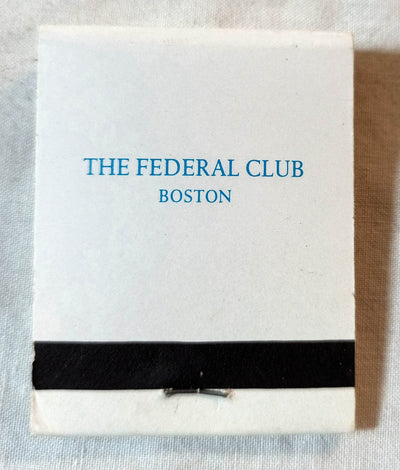 THE FEDERAL CLUB
BOSTON